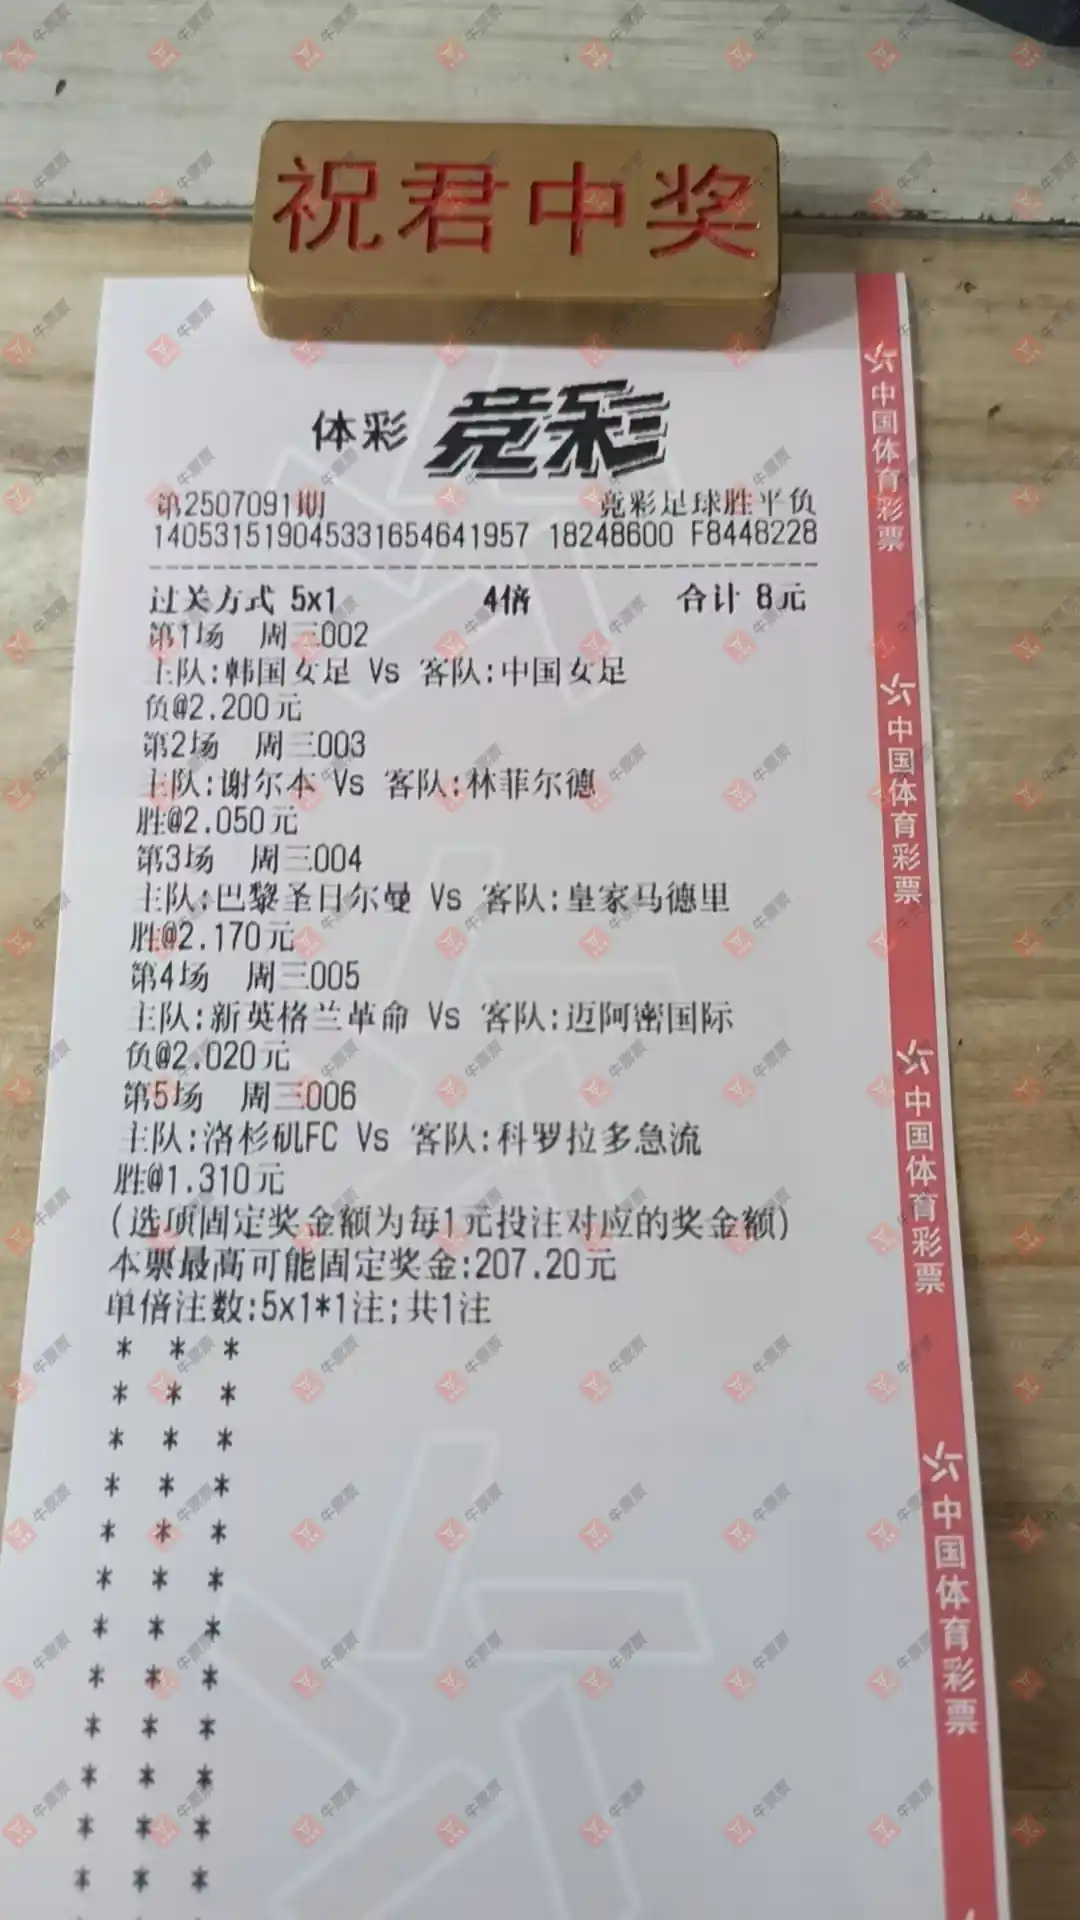 祝君中奖
体彩 竞彩
第2507091期 竞彩足球胜平负
140531519045331654641957 18248600 F8448228
过关方式 5x1 4倍 合计 8元
第1场 周三002
主队:韩国女足 Vs 客队:中国女足
负@2.200元
第2场 周三003
主队:谢尔本 Vs 客队:林菲尔德
胜@2.050元
第3场 周三004
主队:巴黎圣日尔曼 Vs 客队:皇家马德里
胜@2.170元
第4场 周三005
主队:新英格兰革命 Vs 客队:迈阿密国际
负@2.020元
第5场 周三006
主队:洛杉矶FC Vs 客队:科罗拉多急流
胜@1.310元
(选项固定奖金额为每1元投注对应的奖金额)
本票最高可能固定奖金:207.20元
单倍注数:5x1*1注;共1注
* * *
* * *
* * *
* * *
* * *
* * *
* * *
* * *
* * *
* * *
* * *
* * *
中国体育彩票
中国体育彩票
中国体育彩票
中国体育彩票
牛票票